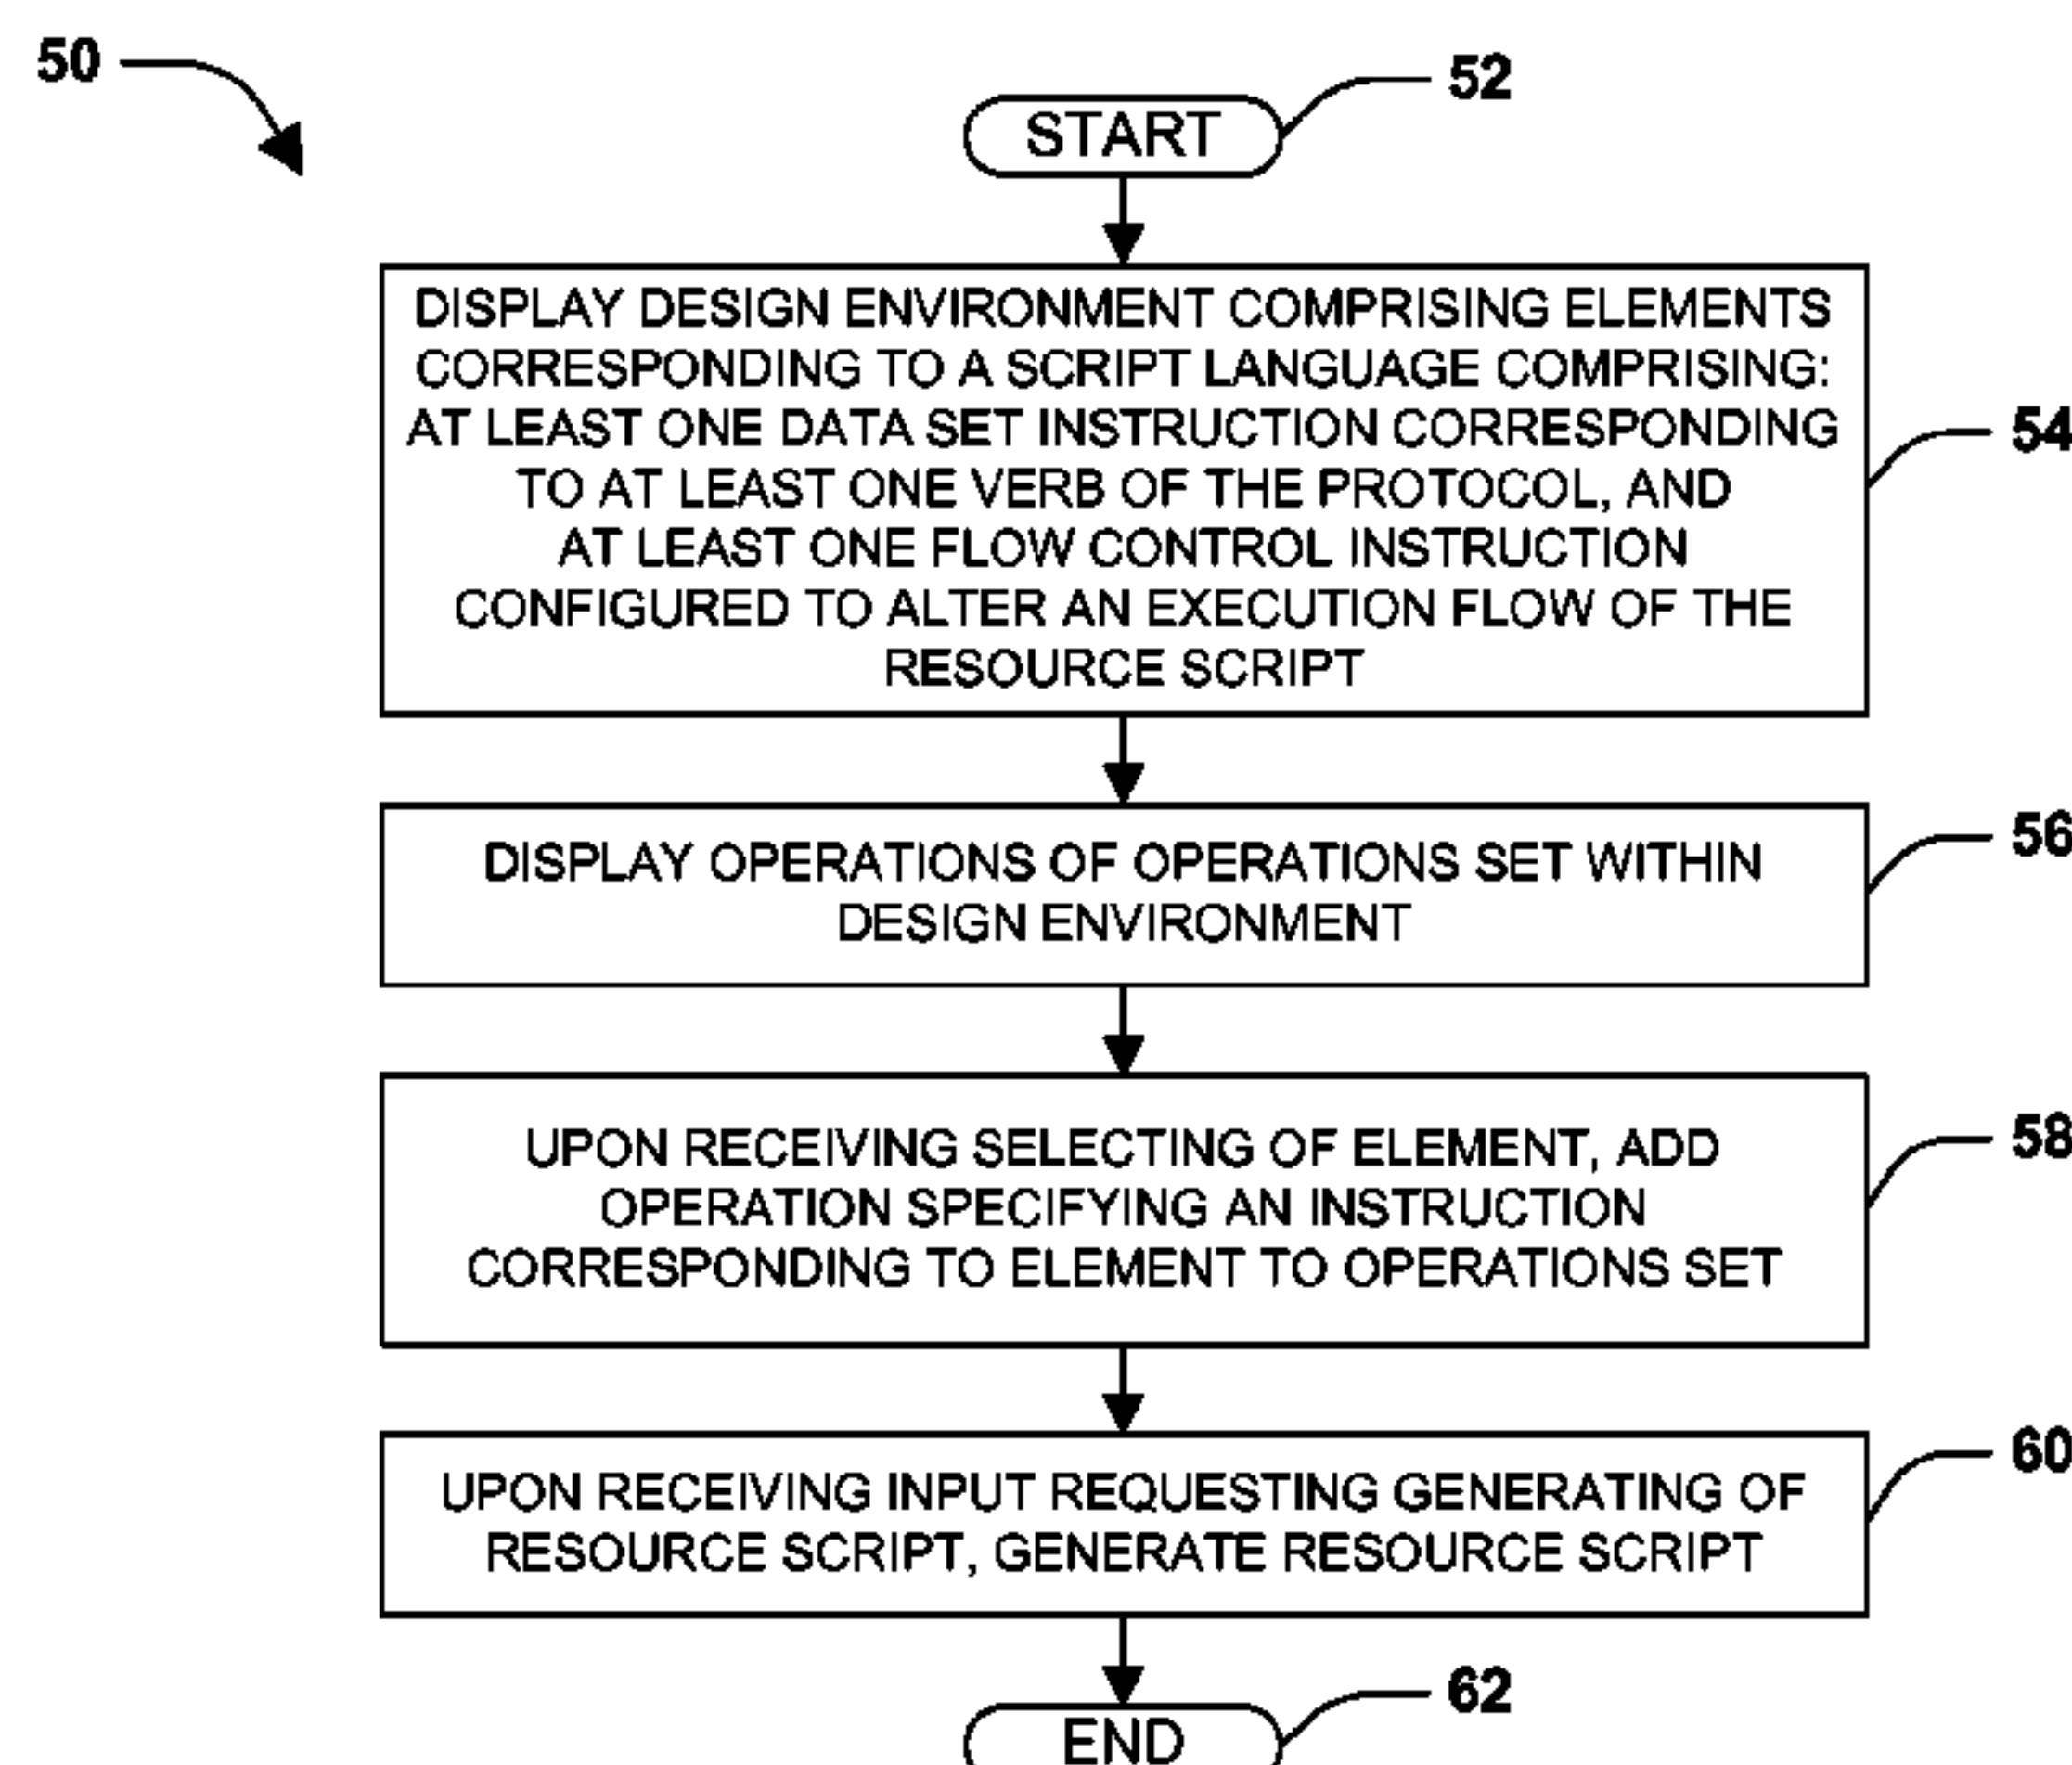 50
START
52
DISPLAY DESIGN ENVIRONMENT COMPRISING ELEMENTS
CORRESPONDING TO A SCRIPT LANGUAGE COMPRISING:
AT LEAST ONE DATA SET INSTRUCTION CORRESPONDING
TO AT LEAST ONE VERB OF THE PROTOCOL, AND
AT LEAST ONE FLOW CONTROL INSTRUCTION
CONFIGURED TO ALTER AN EXECUTION FLOW OF THE
RESOURCE SCRIPT
54
DISPLAY OPERATIONS OF OPERATIONS SET WITHIN
DESIGN ENVIRONMENT
56
UPON RECEIVING SELECTING OF ELEMENT, ADD
OPERATION SPECIFYING AN INSTRUCTION
CORRESPONDING TO ELEMENT TO OPERATIONS SET
58
UPON RECEIVING INPUT REQUESTING GENERATING OF
RESOURCE SCRIPT, GENERATE RESOURCE SCRIPT
60
END
62